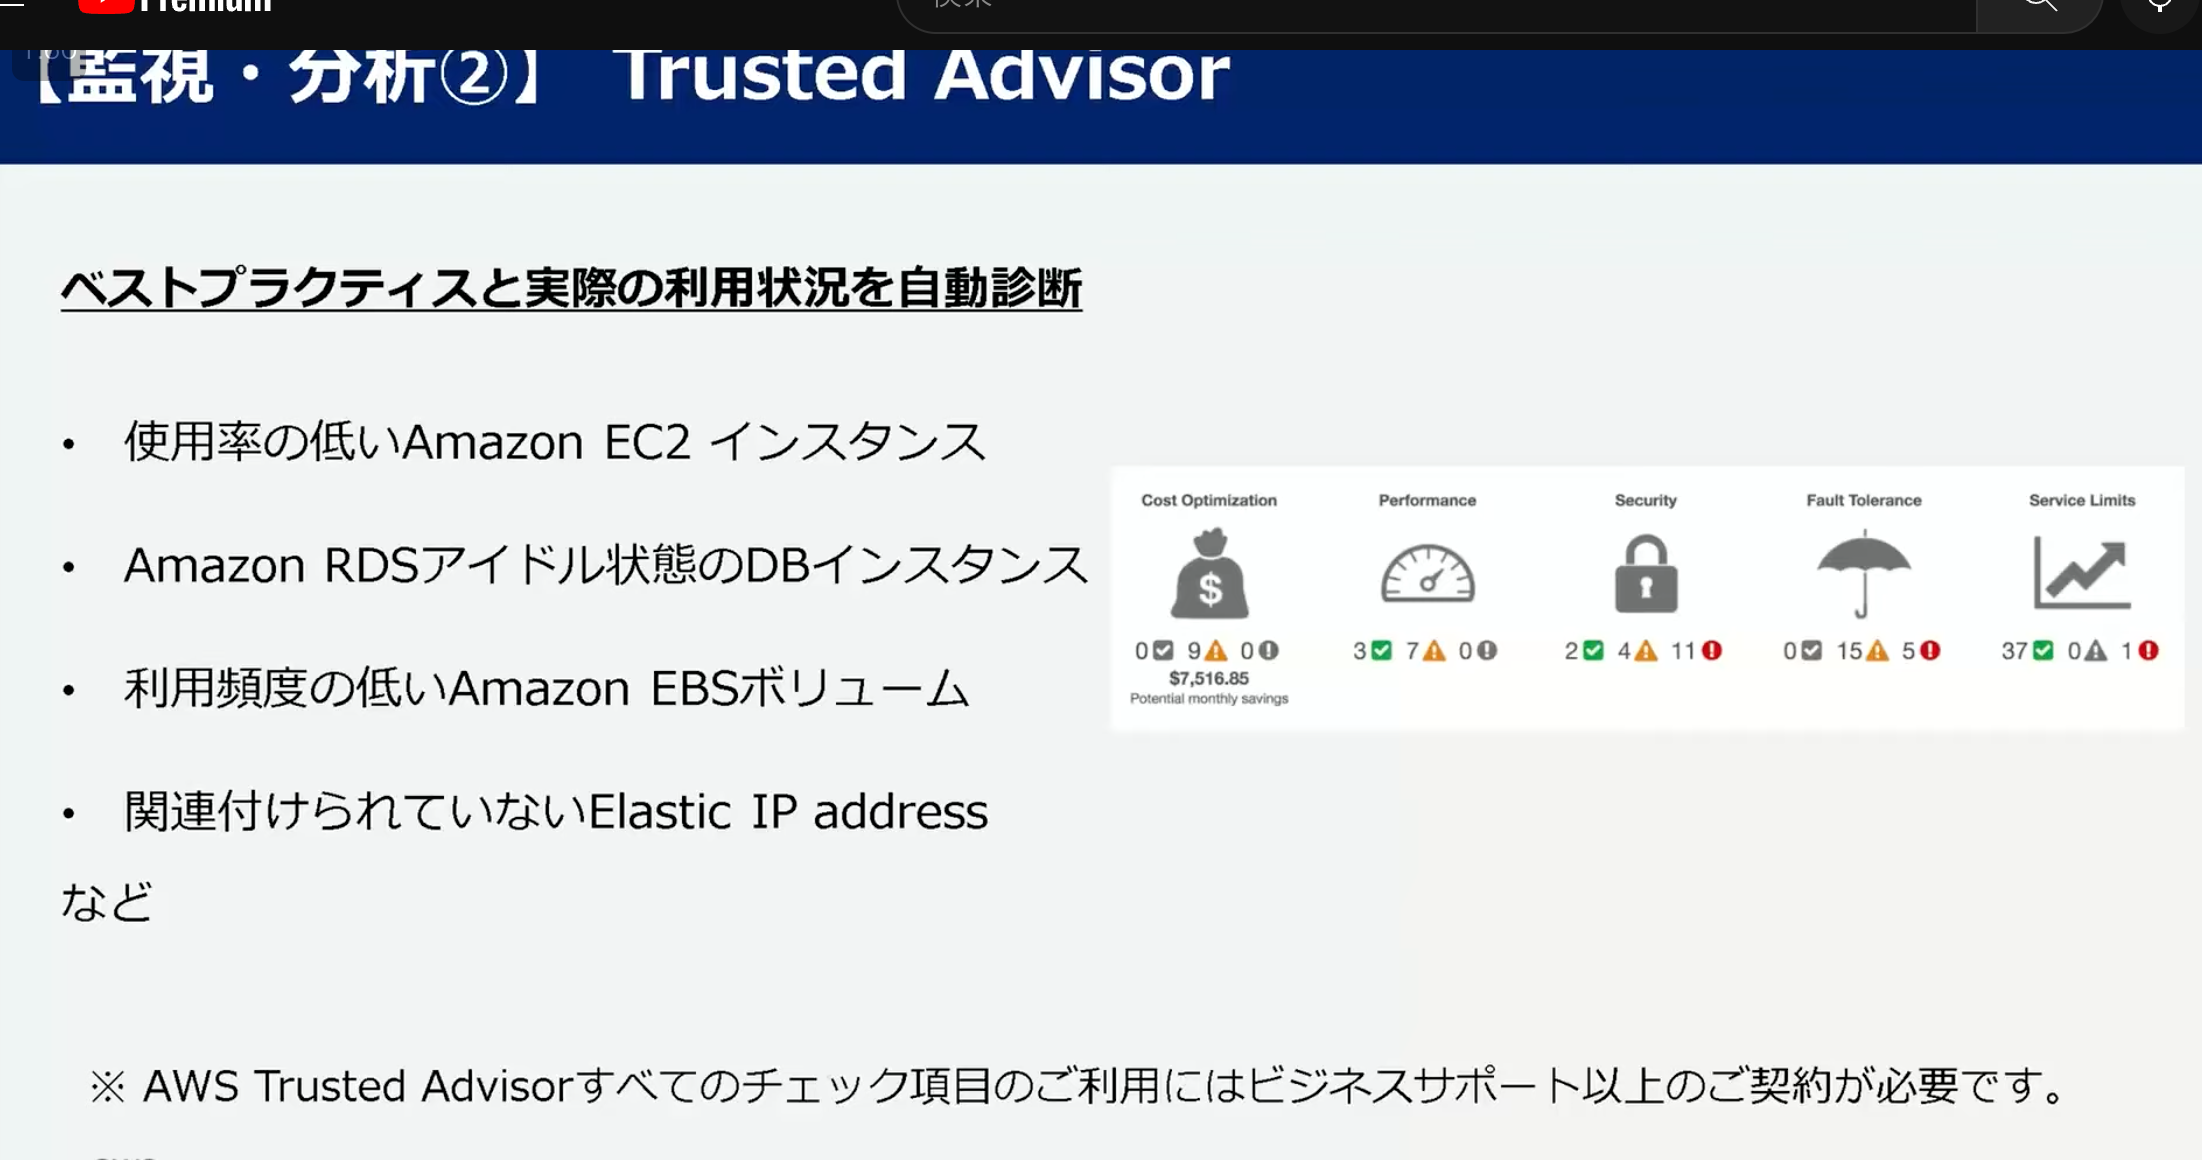 Premium
検索
【監視・分析②】 Trusted Advisor
ベストプラクティスと実際の利用状況を自動診断
• 使用率の低いAmazon EC2 インスタンス
• Amazon RDSアイドル状態のDBインスタンス
• 利用頻度の低いAmazon EBSボリューム
• 関連付けられていないElastic IP address
など
Cost Optimization Performance Security Fault Tolerance Service Limits
$
0 9 0 3 7 0 2 4 11 0 15 5 37 0 1
$7,516.85
Potential monthly savings
※ AWS Trusted Advisorすべてのチェック項目のご利用にはビジネスサポート以上のご契約が必要です。